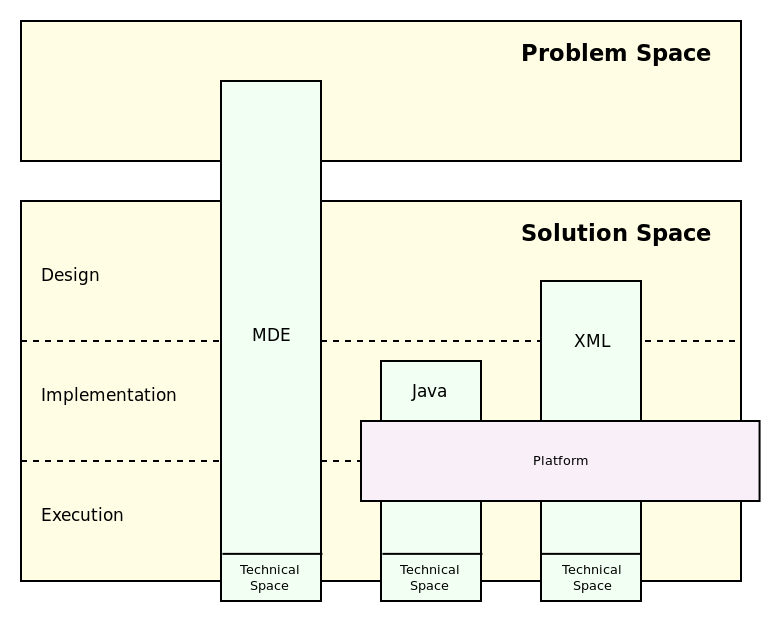 Problem Space
Solution Space
Design
MDE
XML
Implementation
Java
Platform
Execution
Technical
Space
Technical
Space
Technical
Space